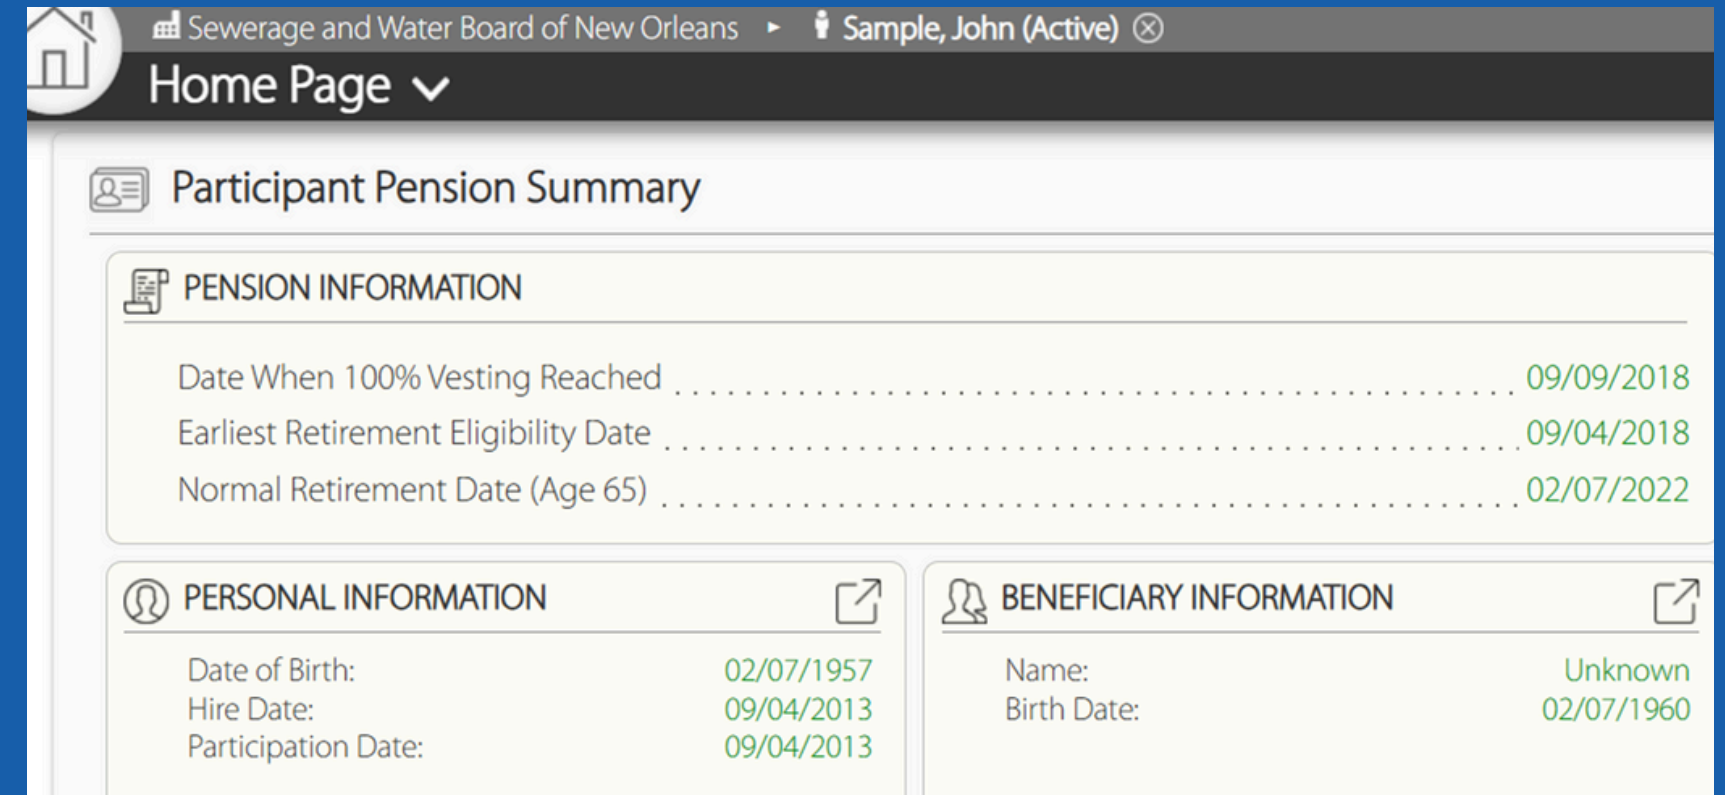 Sewerage and Water Board of New Orleans ► Sample, John (Active)
Home Page
Participant Pension Summary
PENSION INFORMATION
Date When 100% Vesting Reached 09/09/2018
Earliest Retirement Eligibility Date 09/04/2018
Normal Retirement Date (Age 65) 02/07/2022
PERSONAL INFORMATION
Date of Birth: 02/07/1957
Hire Date: 09/04/2013
Participation Date: 09/04/2013
BENEFICIARY INFORMATION
Name: Unknown
Birth Date: 02/07/1960